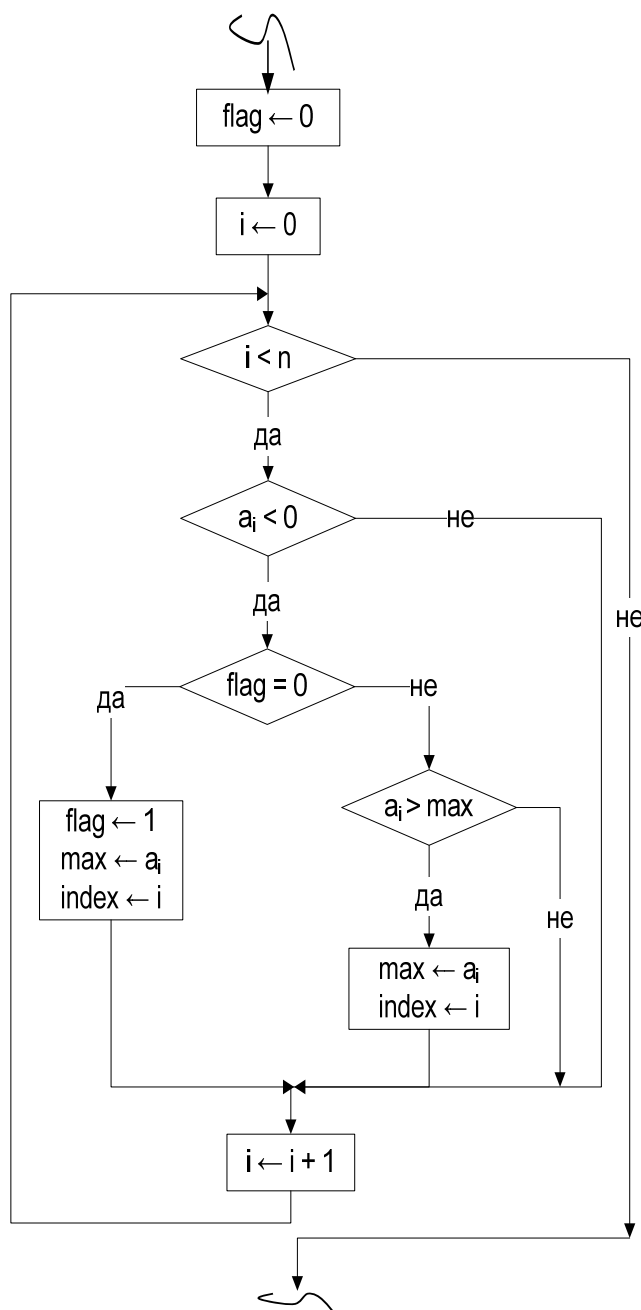 flag ← 0
i ← 0
i < n
да
aᵢ < 0
не
да
не
flag = 0
да
не
flag ← 1
max ← aᵢ
index ← i
aᵢ > max
да
не
max ← aᵢ
index ← i
i ← i + 1